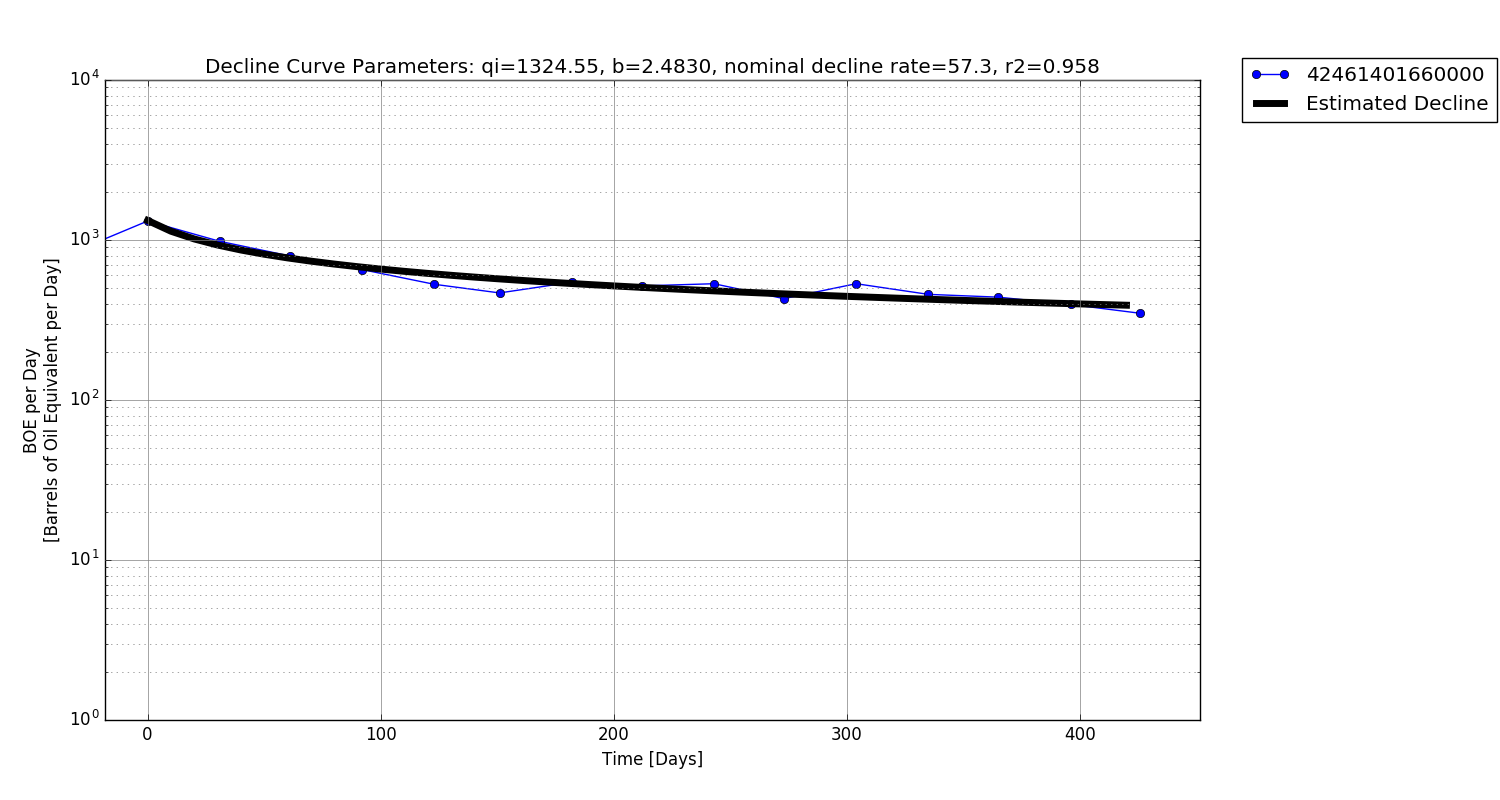 Decline Curve Parameters: qi=1324.55, b=2.4830, nominal decline rate=57.3, r2=0.958
42461401660000
Estimated Decline
10^4
10^3
10^2
10^1
10^0
BOE per Day
[Barrels of Oil Equivalent per Day]
0 100 200 300 400
Time [Days]